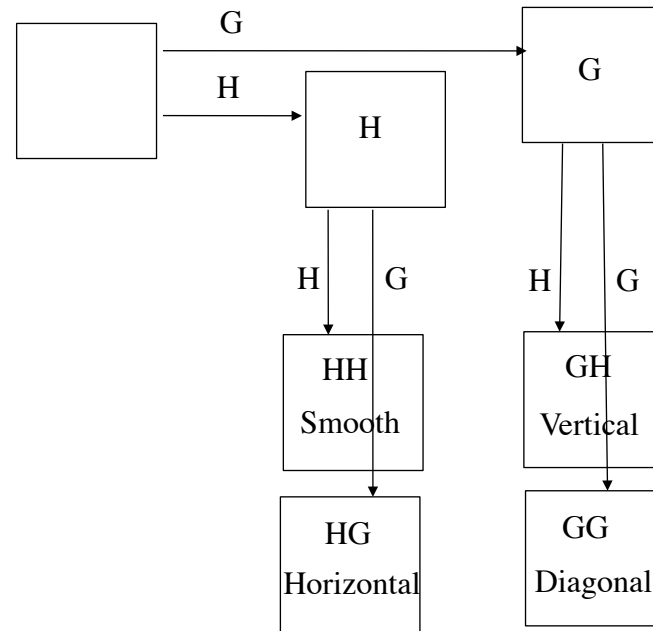 G
H
G
H
H
G
H
G
HH
Smooth
GH
Vertical
HG
Horizontal
GG
Diagonal